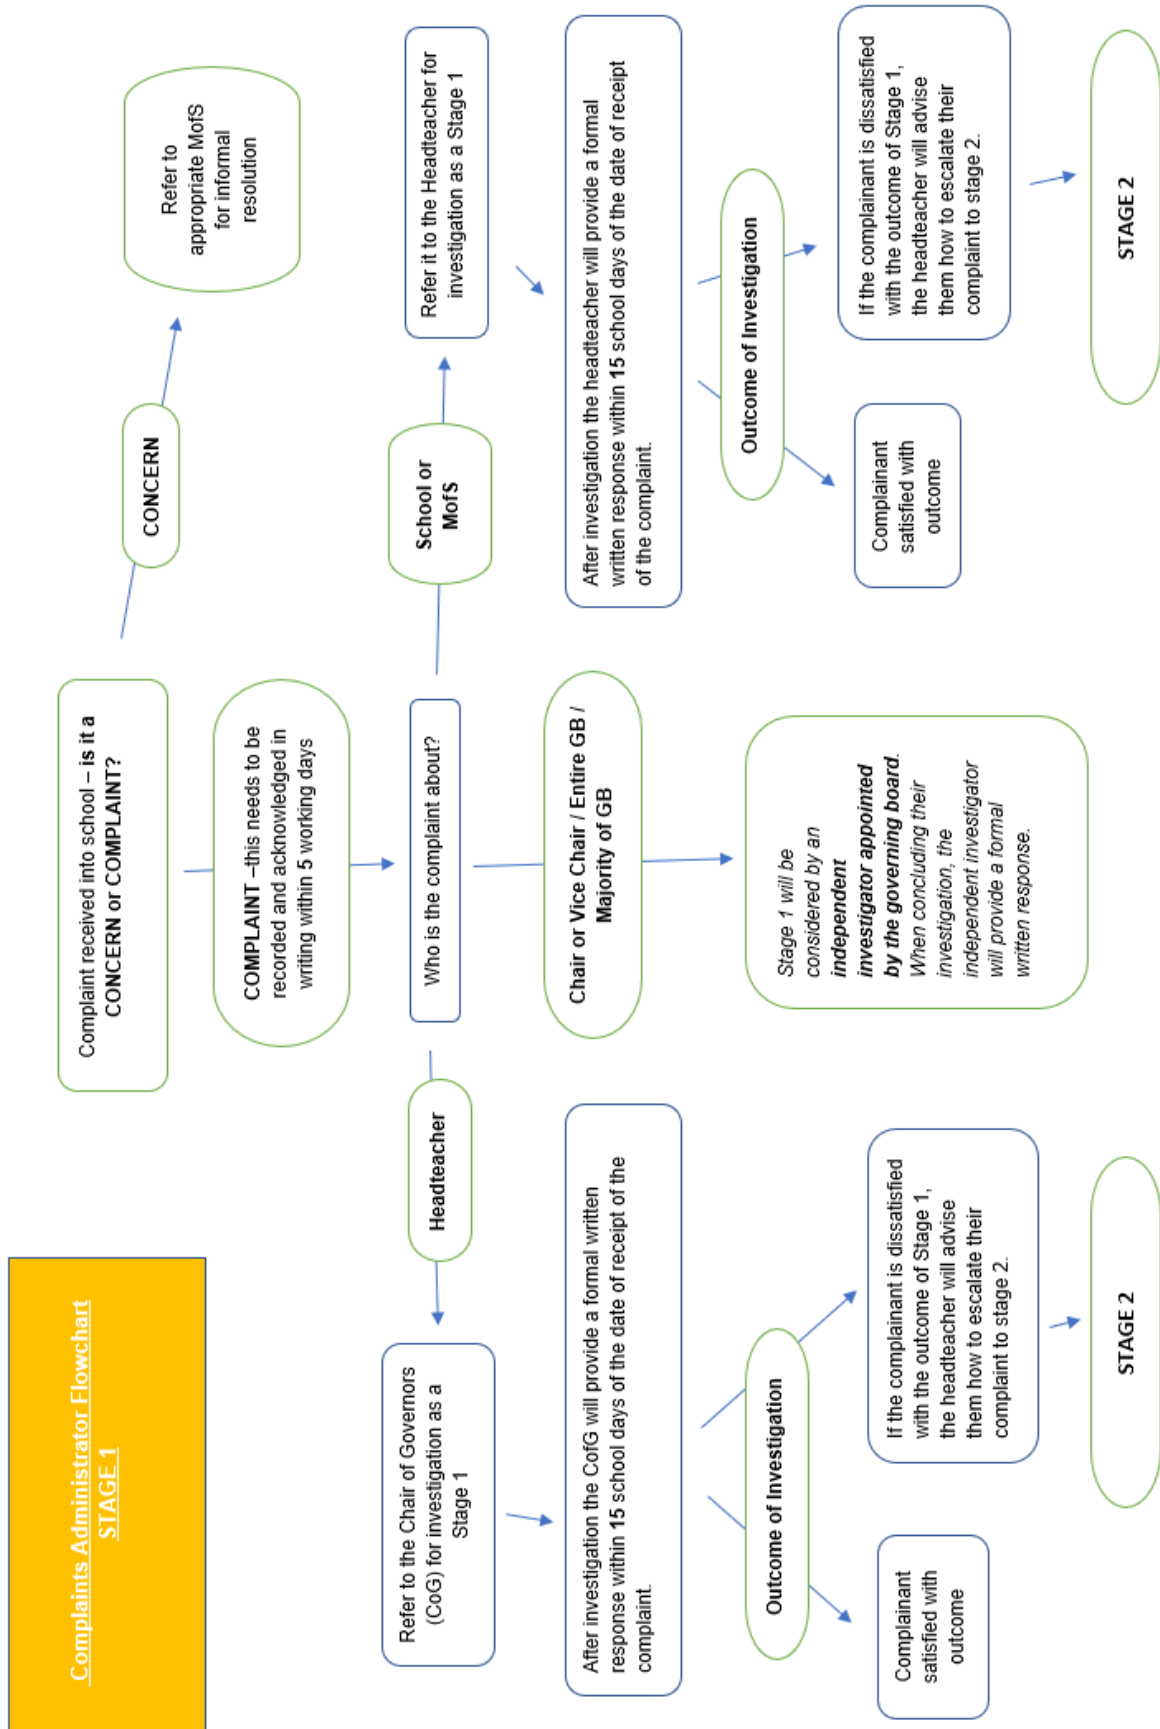 Complaints Administrator Flowchart
STAGE 1
Complaint received into school – is it a
CONCERN or COMPLAINT?
CONCERN
Refer to
appropriate MofS
for informal
resolution
COMPLAINT –this needs to be
recorded and acknowledged in
writing within 5 working days
Who is the complaint about?
Headteacher
Refer to the Chair of Governors
(CoG) for investigation as a
Stage 1
After investigation the CofG will provide a formal written
response within 15 school days of the date of receipt of the
complaint.
Outcome of Investigation
Complainant
satisfied with
outcome
If the complainant is dissatisfied
with the outcome of Stage 1,
the headteacher will advise
them how to escalate their
complaint to stage 2.
STAGE 2
Chair or Vice Chair / Entire GB /
Majority of GB
Stage 1 will be
considered by an
independent
investigator appointed
by the governing board.
When concluding their
investigation, the
independent investigator
will provide a formal
written response.
School or
MofS
Refer it to the Headteacher for
investigation as a Stage 1
After investigation the headteacher will provide a formal
written response within 15 school days of the date of receipt
of the complaint.
Outcome of Investigation
Complainant
satisfied with
outcome
If the complainant is dissatisfied
with the outcome of Stage 1,
the headteacher will advise
them how to escalate their
complaint to stage 2.
STAGE 2